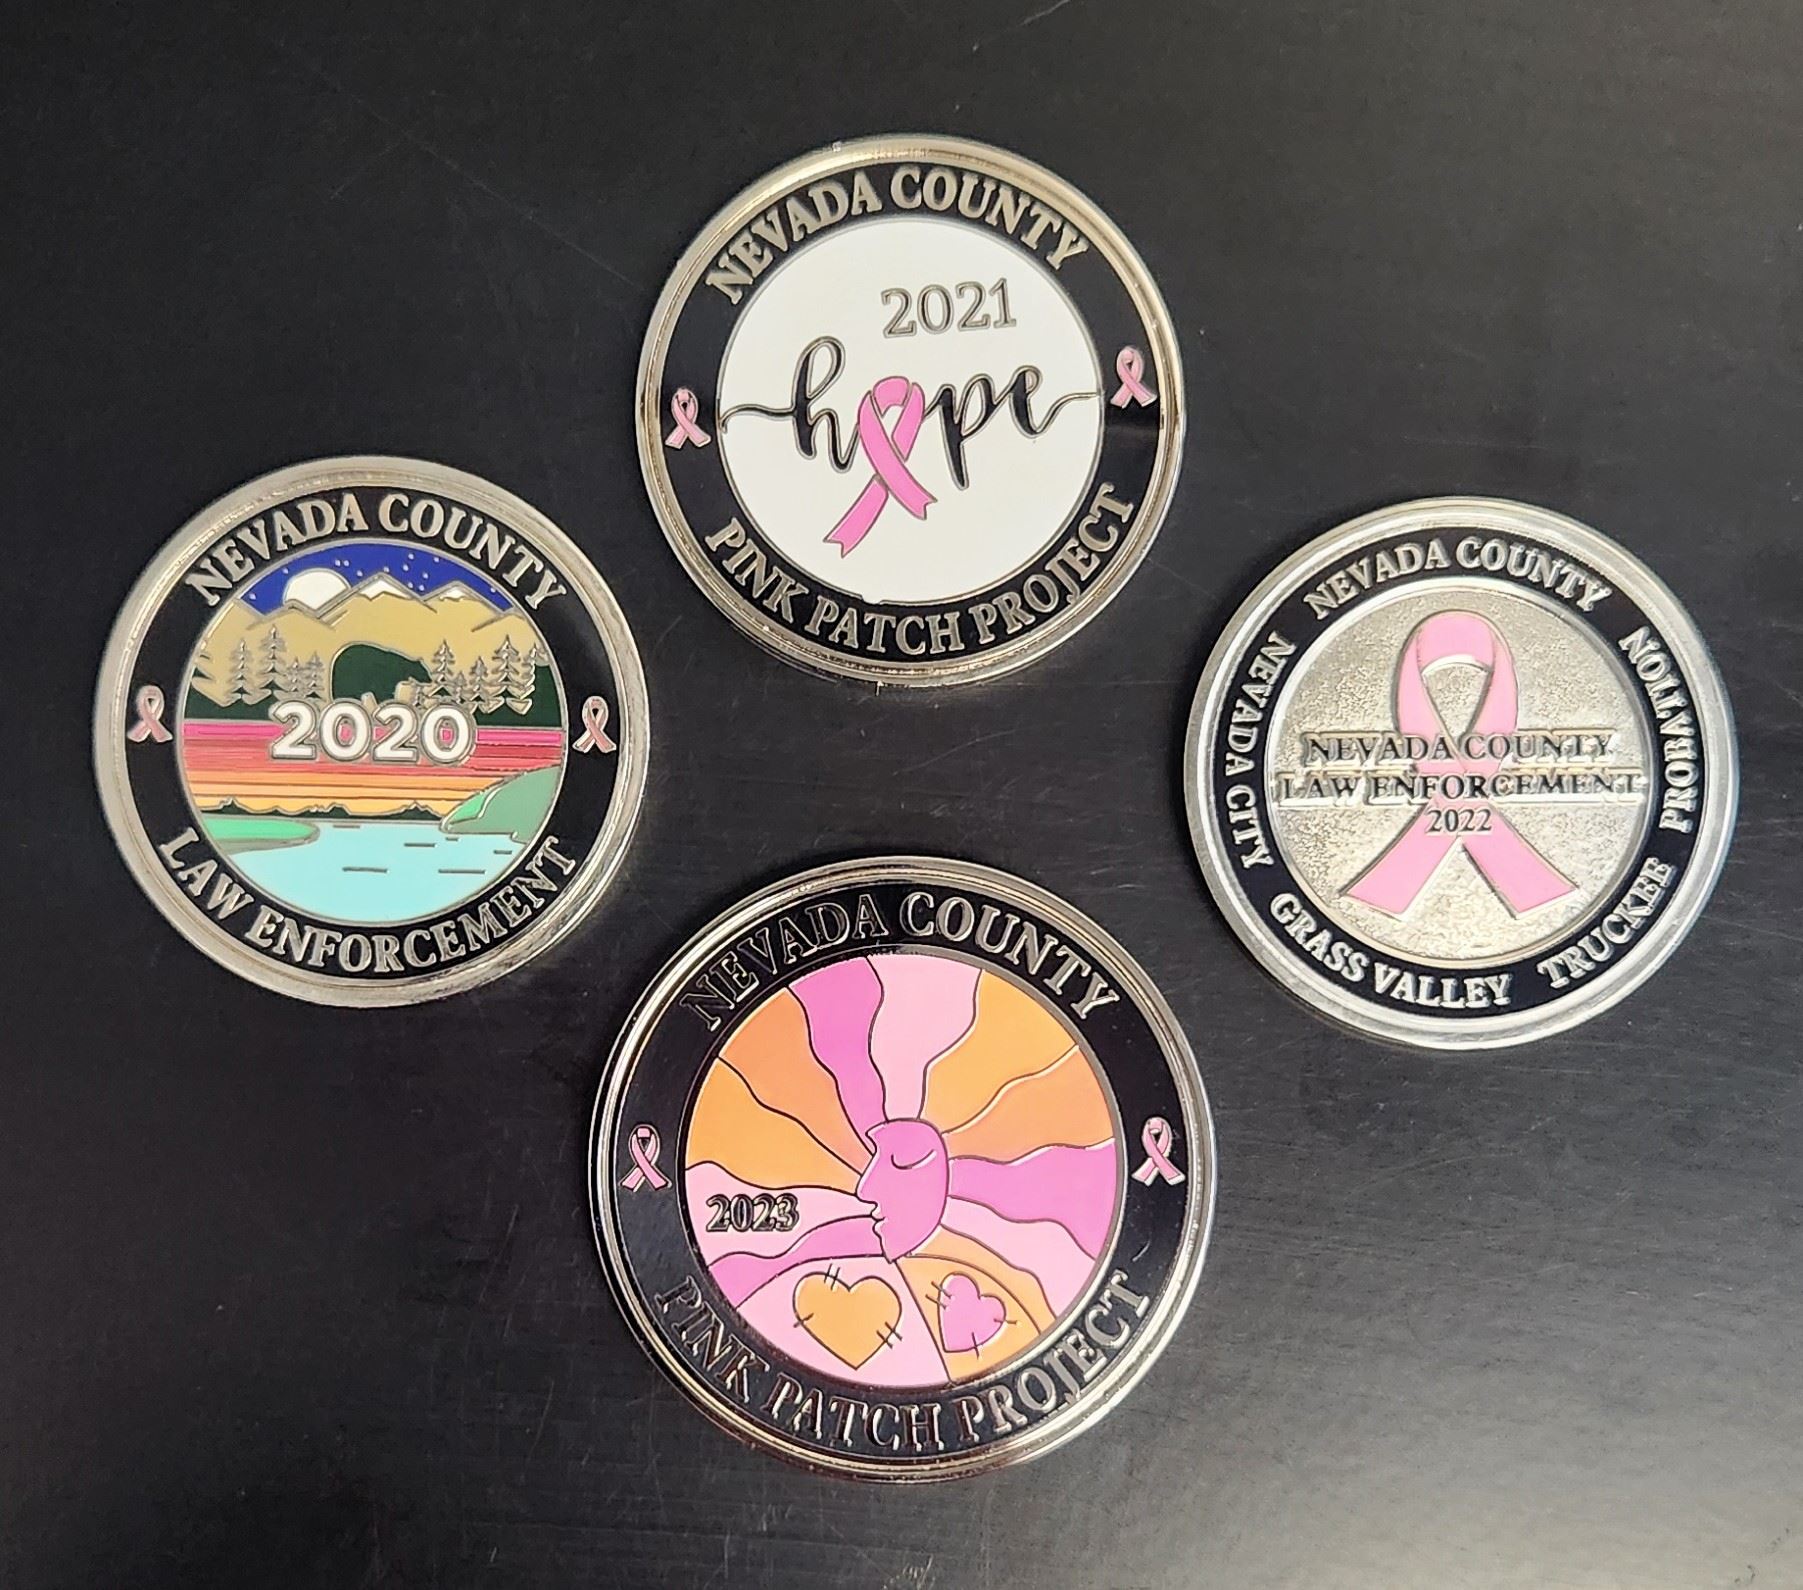 NEVADA COUNTY
2021
hope
PINK PATCH PROJECT
NEVADA COUNTY
2020
LAW ENFORCEMENT
NEVADA COUNTY
PROBATION
TRUCKEE
GRASS VALLEY
NEVADA CITY
NEVADA COUNTY
LAW ENFORCEMENT
2022
NEVADA COUNTY
2023
PINK PATCH PROJECT